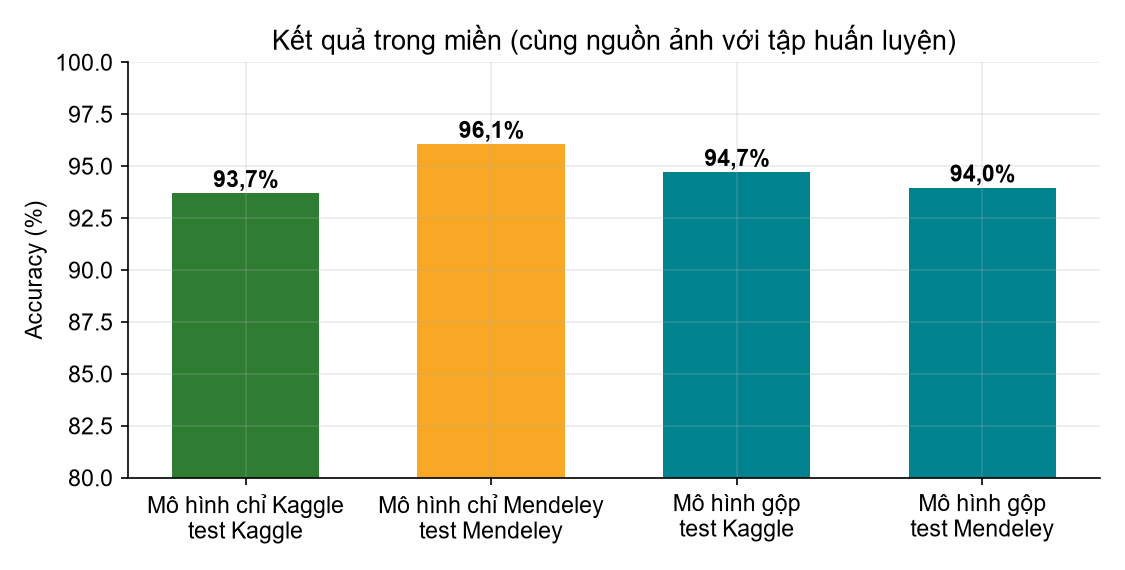 Kết quả trong miền (cùng nguồn ảnh với tập huấn luyện)
Accuracy (%)
100.0
97.5
95.0
92.5
90.0
87.5
85.0
82.5
80.0
93,7%
96,1%
94,7%
94,0%
Mô hình chỉ Kaggle
test Kaggle
Mô hình chỉ Mendeley
test Mendeley
Mô hình gộp
test Kaggle
Mô hình gộp
test Mendeley